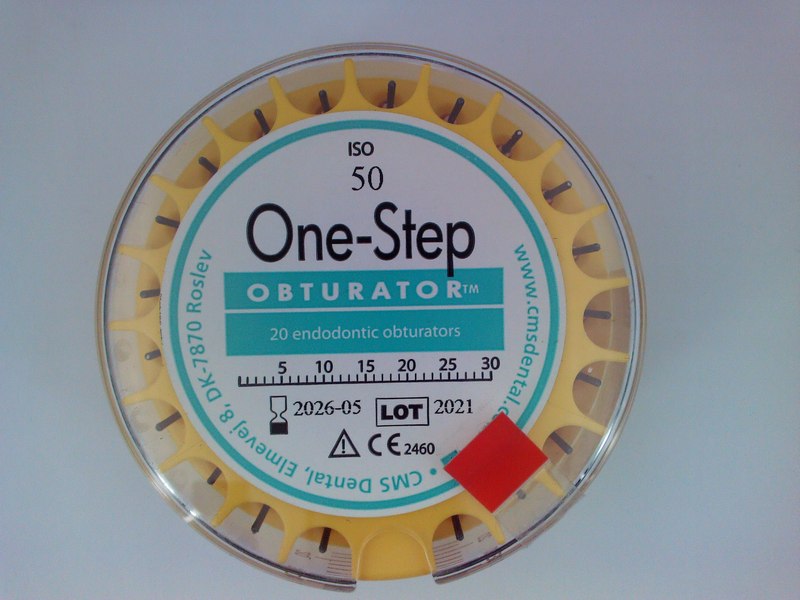 ISO
50
One-Step
OBTURATOR™
20 endodontic obturators
5 10 15 20 25 30
2026-05 LOT 2021
CE 2460
CMS Dental, Elmevej 8, DK-7870 Roslev
www.cmsdental.